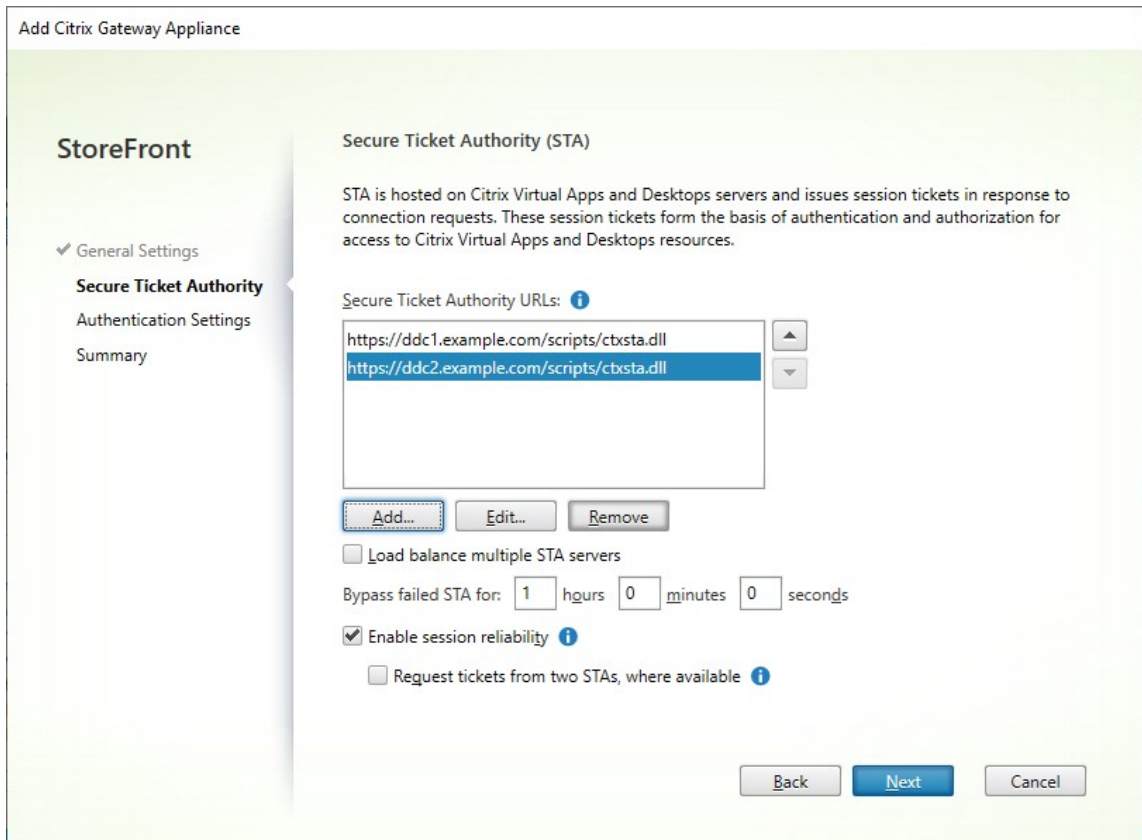 Add Citrix Gateway Appliance
StoreFront
General Settings
Secure Ticket Authority
Authentication Settings
Summary
Secure Ticket Authority (STA)
STA is hosted on Citrix Virtual Apps and Desktops servers and issues session tickets in response to
connection requests. These session tickets form the basis of authentication and authorization for
access to Citrix Virtual Apps and Desktops resources.
Secure Ticket Authority URLs:
https://ddc1.example.com/scripts/ctxsta.dll
https://ddc2.example.com/scripts/ctxsta.dll
Add... Edit... Remove
Load balance multiple STA servers
Bypass failed STA for: 1 hours 0 minutes 0 seconds
Enable session reliability
Request tickets from two STAs, where available
Back Next Cancel